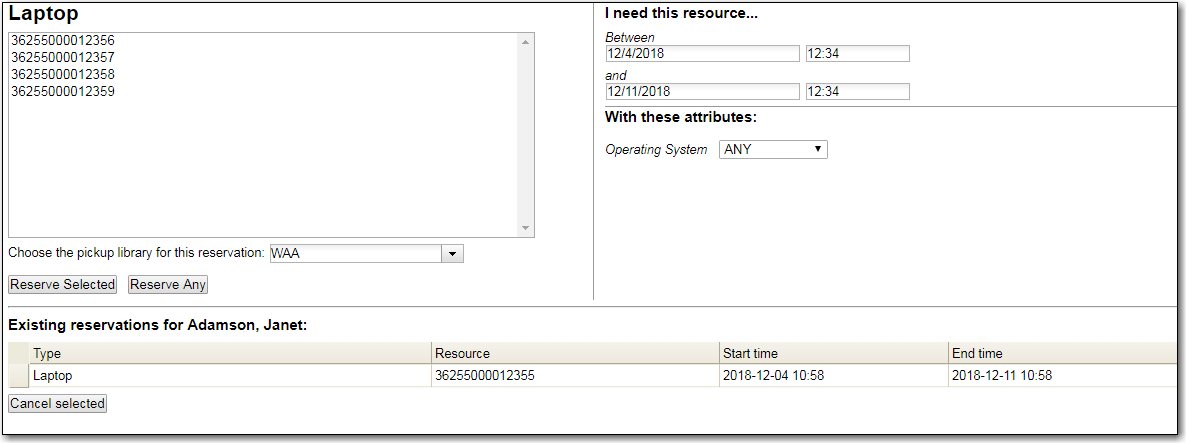 Laptop
36255000012356
36255000012357
36255000012358
36255000012359
Choose the pickup library for this reservation: WAA
Reserve Selected Reserve Any
I need this resource...
Between
12/4/2018 12:34
and
12/11/2018 12:34
With these attributes:
Operating System ANY
Existing reservations for Adamson, Janet:
Type Resource Start time End time
Laptop 36255000012355 2018-12-04 10:58 2018-12-11 10:58
Cancel selected